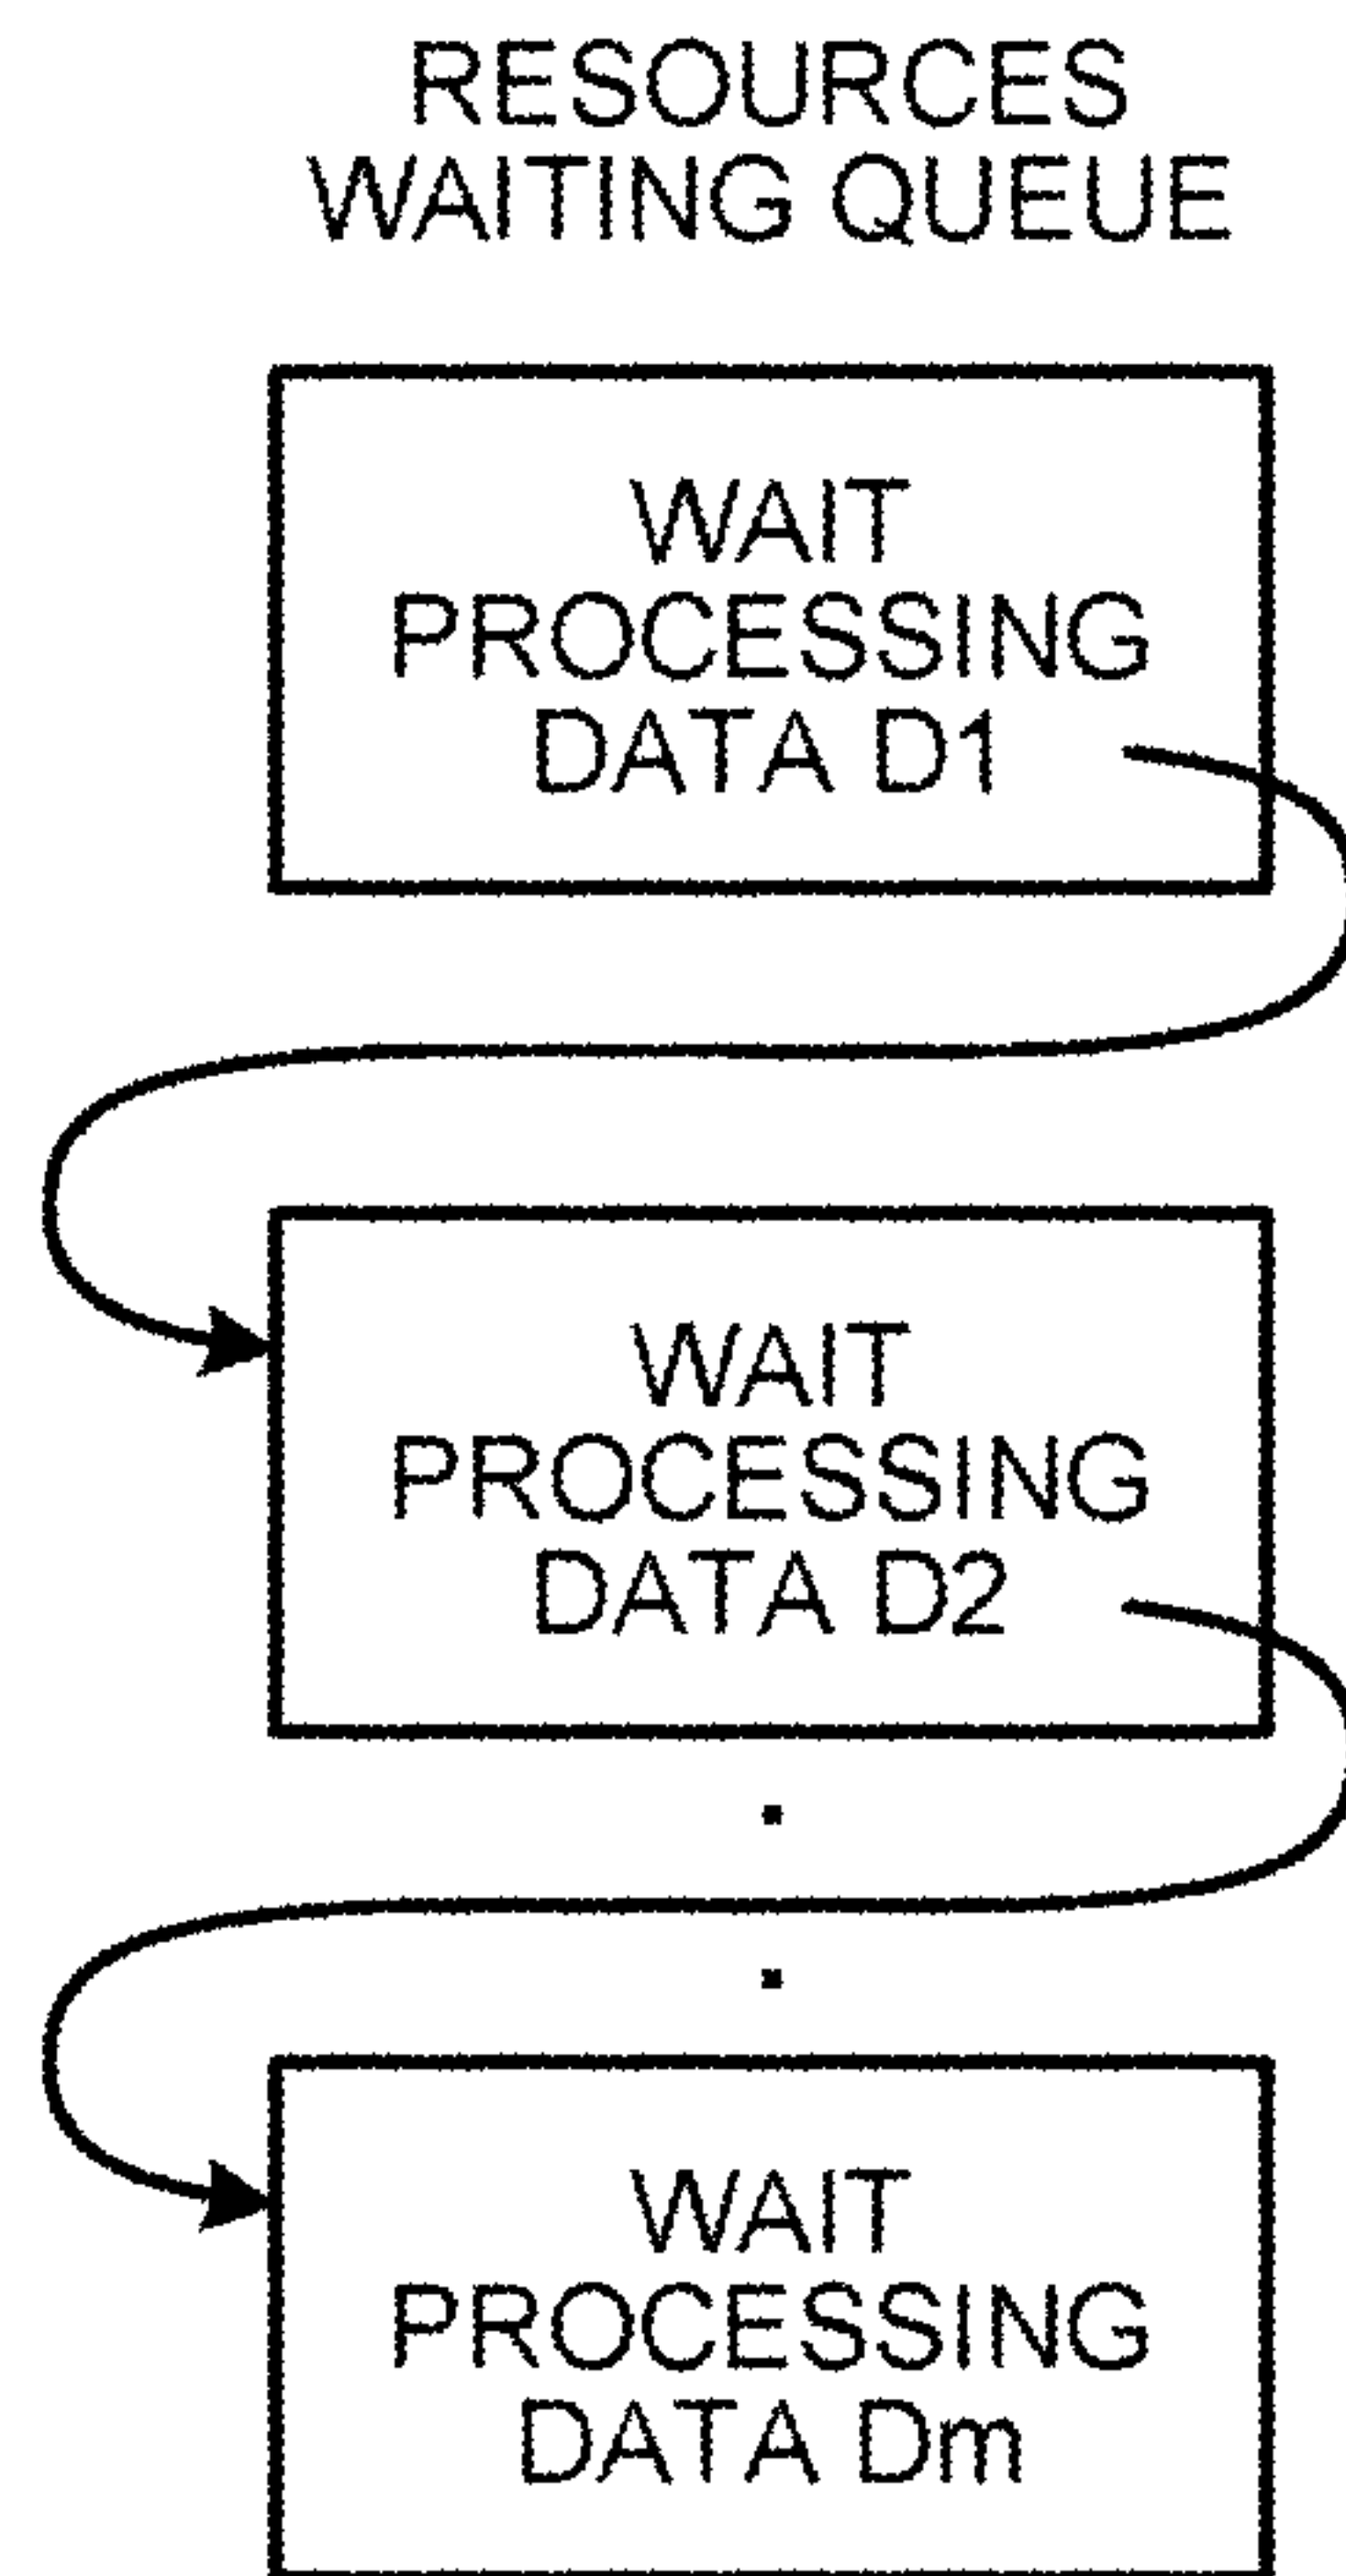 RESOURCES
WAITING QUEUE
WAIT
PROCESSING
DATA D1
WAIT
PROCESSING
DATA D2
WAIT
PROCESSING
DATA Dm